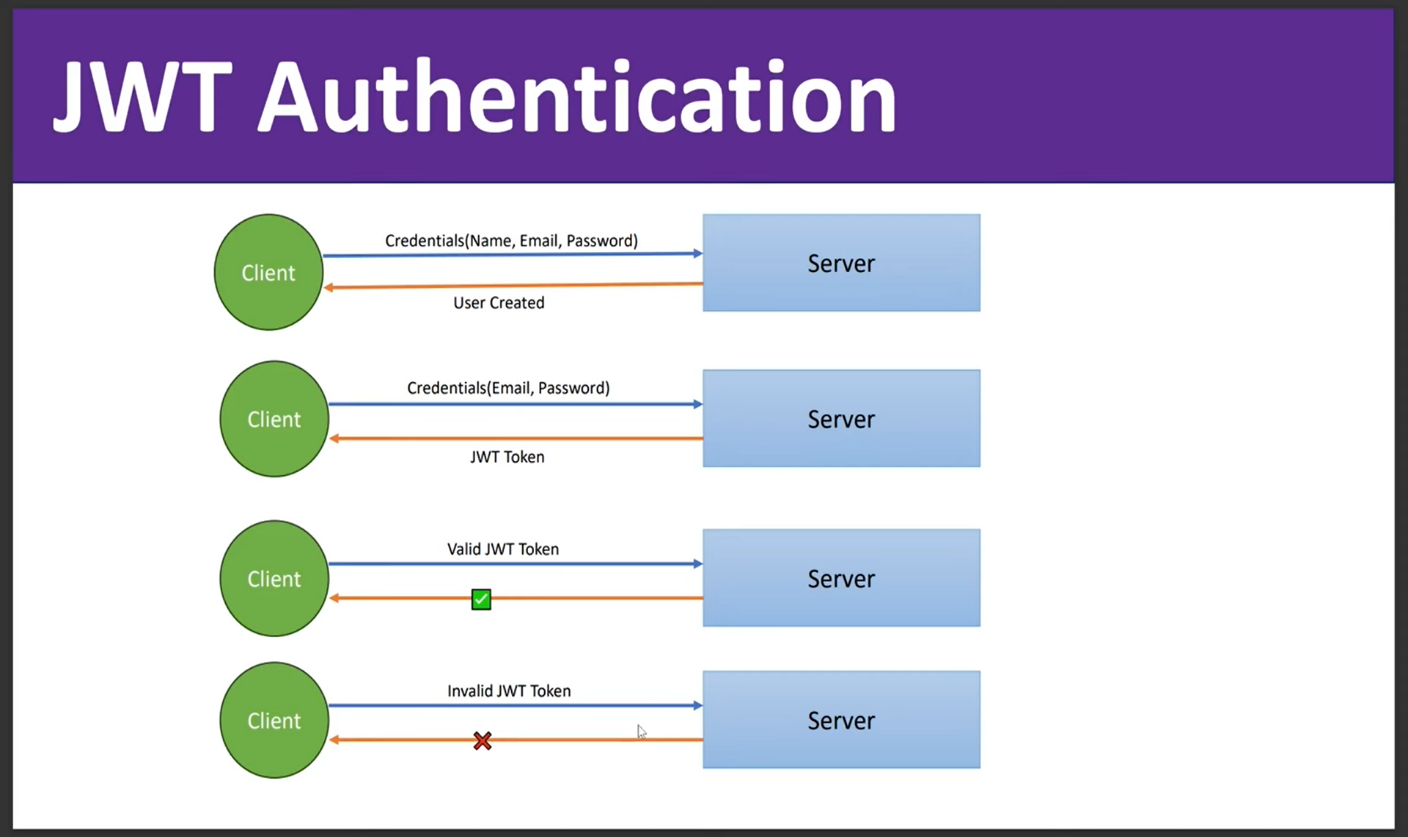 JWT Authentication
Client
Credentials(Name, Email, Password)
User Created
Server
Client
Credentials(Email, Password)
JWT Token
Server
Client
Valid JWT Token
Server
Client
Invalid JWT Token
Server